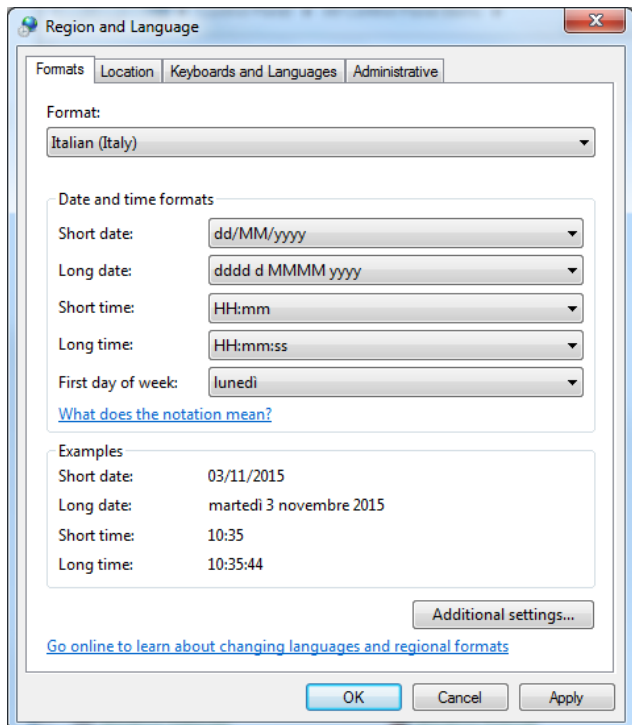 Region and Language
Formats Location Keyboards and Languages Administrative
Format:
Italian (Italy)
Date and time formats
Short date: dd/MM/yyyy
Long date: dddd d MMMM yyyy
Short time: HH:mm
Long time: HH:mm:ss
First day of week: lunedì
What does the notation mean?
Examples
Short date: 03/11/2015
Long date: martedì 3 novembre 2015
Short time: 10:35
Long time: 10:35:44
Additional settings...
Go online to learn about changing languages and regional formats
OK Cancel Apply